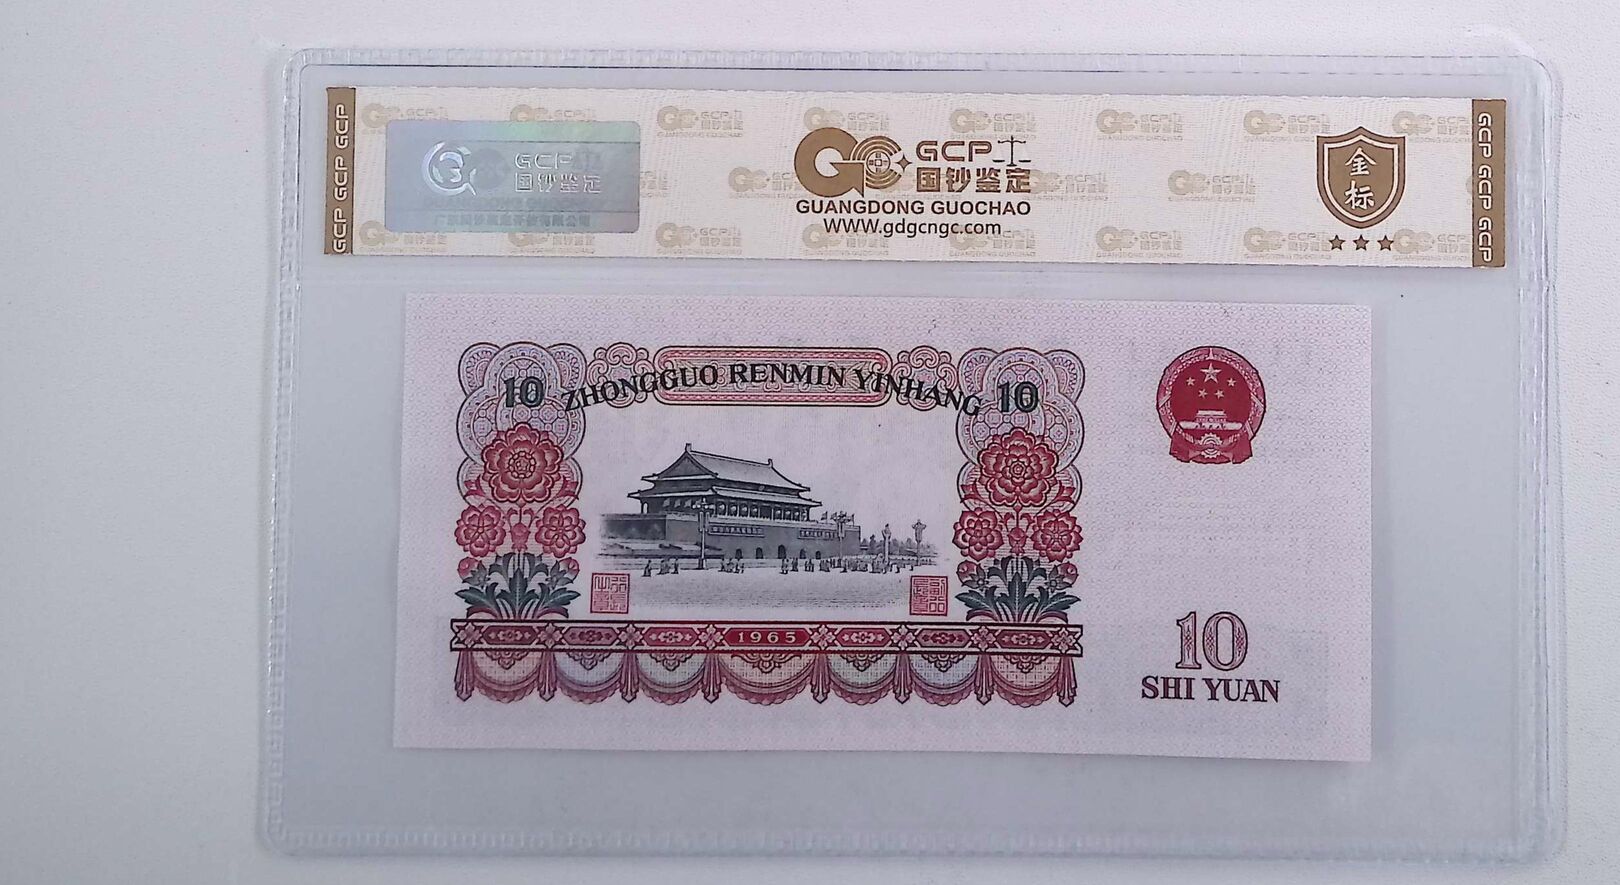 GCP GCP GCP
GCP
国钞鉴定
GCP
国钞鉴定
GUANGDONG GUOCHAO
www.gdgcngc.com
金标
GCP GCP GCP
10 ZHONGGUO RENMIN YINHANG 10
1965
10
SHI YUAN